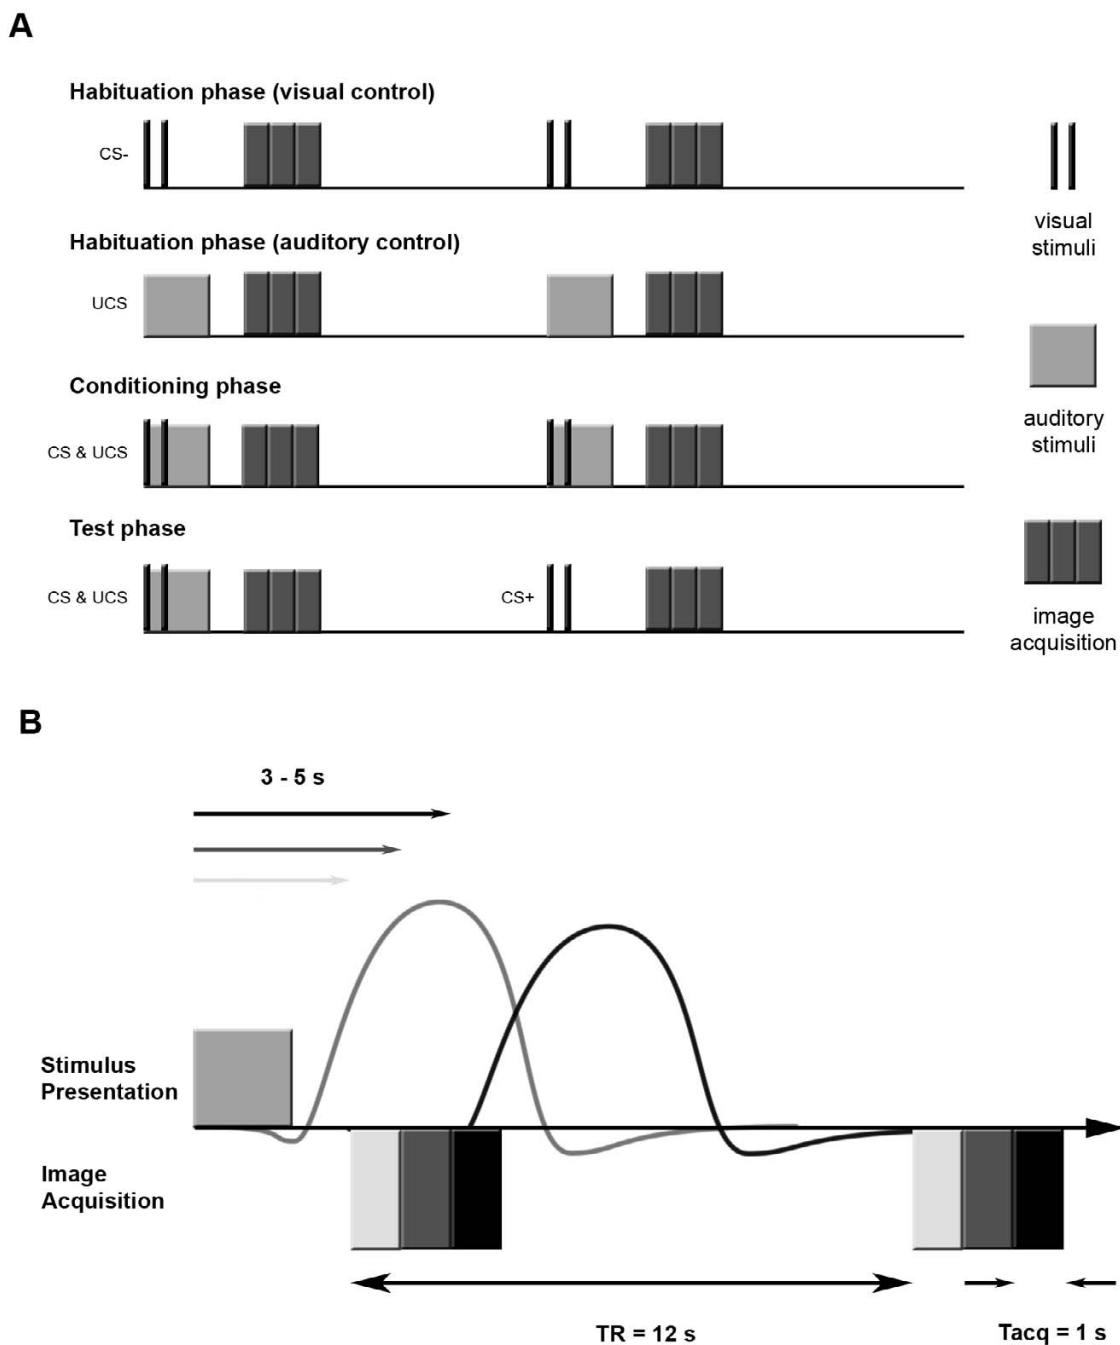 A
Habituation phase (visual control)
CS-
visual
stimuli
Habituation phase (auditory control)
UCS
auditory
stimuli
Conditioning phase
CS & UCS
Test phase
CS & UCS
CS+
image
acquisition
B
3 - 5 s
Stimulus
Presentation
Image
Acquisition
TR = 12 s
Tacq = 1 s